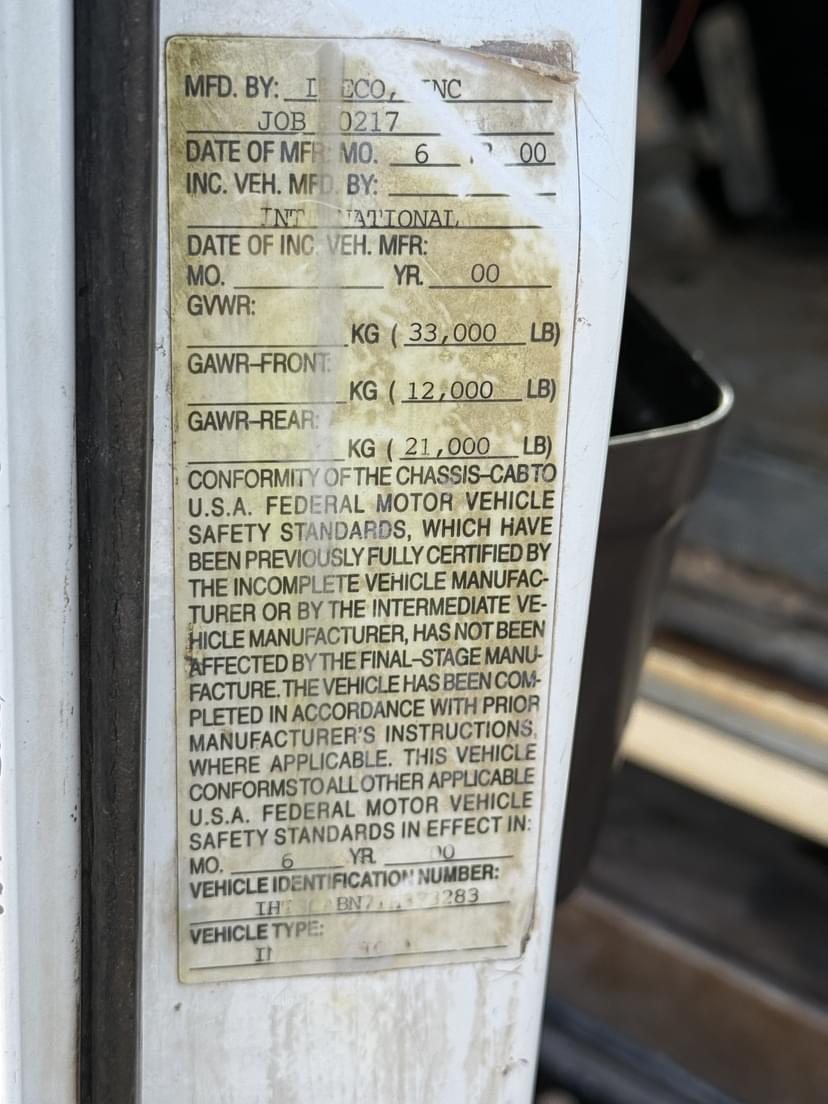 MFD. BY: INC
JOB 0217
DATE OF MFR MO. 6 00
INC. VEH. MFD. BY:
DATE OF INC. VEH. MFR:
MO. YR. 00
GVWR:
KG ( 33,000 LB)
GAWR-FRONT:
KG ( 12,000 LB)
GAWR-REAR:
KG ( 21,000 LB)
CONFORMITY OF THE CHASSIS-CAB TO
U.S.A. FEDERAL MOTOR VEHICLE
SAFETY STANDARDS, WHICH HAVE
BEEN PREVIOUSLY FULLY CERTIFIED BY
THE INCOMPLETE VEHICLE MANUFAC-
TURER OR BY THE INTERMEDIATE VE-
HICLE MANUFACTURER, HAS NOT BEEN
AFFECTED BY THE FINAL-STAGE MANU-
FACTURE. THE VEHICLE HAS BEEN COM-
PLETED IN ACCORDANCE WITH PRIOR
MANUFACTURER'S INSTRUCTIONS,
WHERE APPLICABLE. THIS VEHICLE
CONFORMS TO ALL OTHER APPLICABLE
U.S.A. FEDERAL MOTOR VEHICLE
SAFETY STANDARDS IN EFFECT IN:
MO. 6 YR. 00
VEHICLE IDENTIFICATION NUMBER:
VEHICLE TYPE: